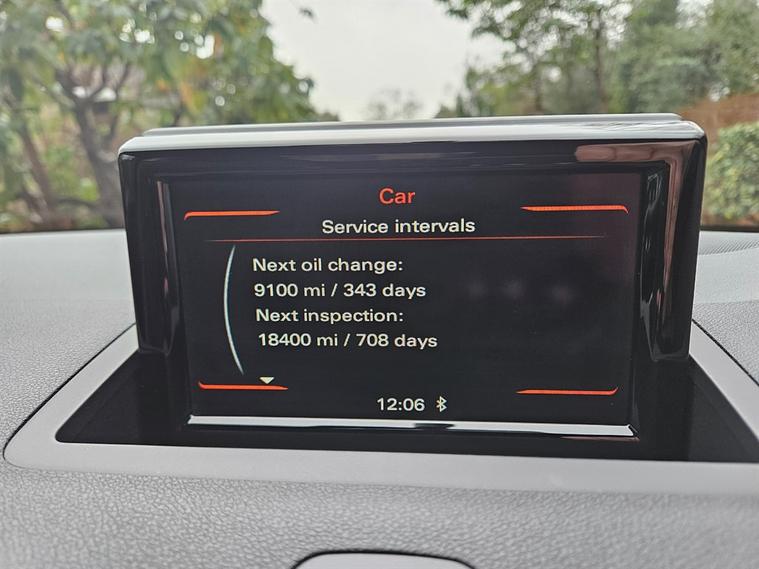 Car
Service intervals
Next oil change:
9100 mi / 343 days
Next inspection:
18400 mi / 708 days
12:06